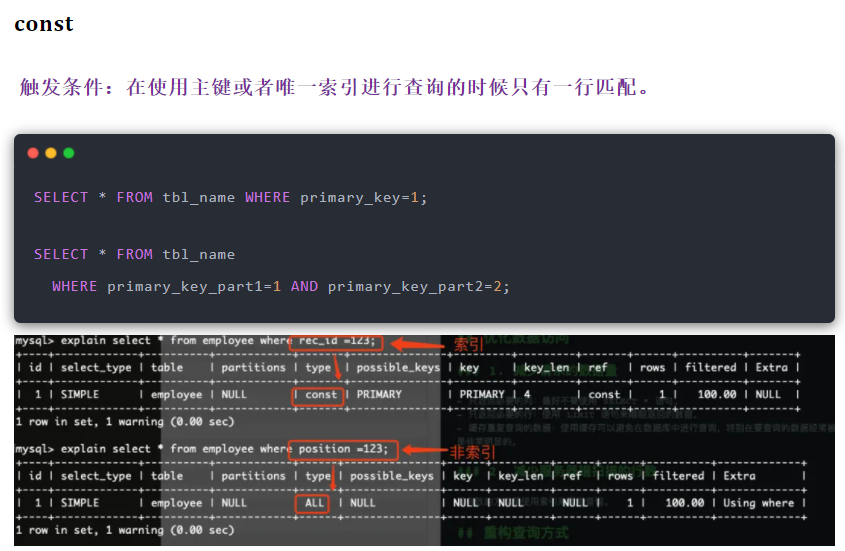 const
触发条件：在使用主键或者唯一索引进行查询的时候只有一行匹配。
SELECT * FROM tbl_name WHERE primary_key=1;
SELECT * FROM tbl_name
WHERE primary_key_part1=1 AND primary_key_part2=2;
mysql> explain select * from employee where rec_id =123; 索引
| id | select_type | table | partitions | type | possible_keys | key | key_len | ref | rows | filtered | Extra |
| 1 | SIMPLE | employee | NULL | const | PRIMARY | PRIMARY | 4 | const | 1 | 100.00 | NULL |
1 row in set, 1 warning (0.00 sec)
mysql> explain select * from employee where position =123; 非索引
| id | select_type | table | partitions | type | possible_keys | key | key_len | ref | rows | filtered | Extra |
| 1 | SIMPLE | employee | NULL | ALL | NULL | NULL | NULL | NULL | 1 | 100.00 | Using where |
1 row in set, 1 warning (0.00 sec)
## 重构查询方式